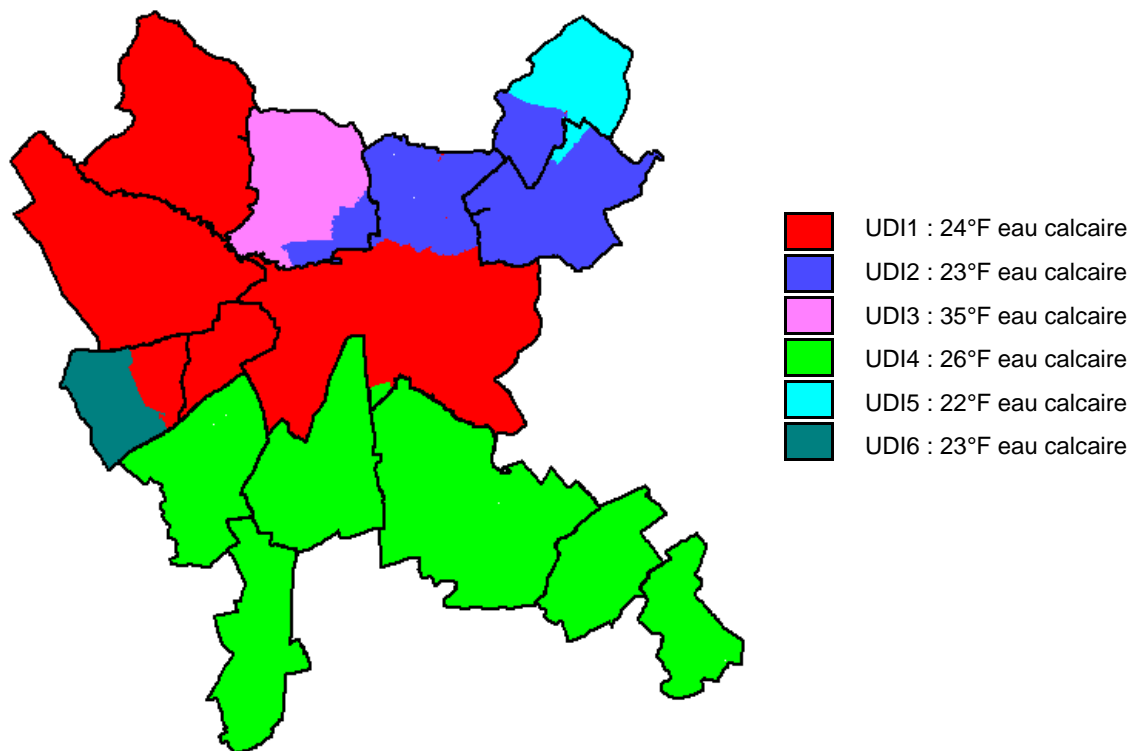 UDI1 : 24°F eau calcaire
UDI2 : 23°F eau calcaire
UDI3 : 35°F eau calcaire
UDI4 : 26°F eau calcaire
UDI5 : 22°F eau calcaire
UDI6 : 23°F eau calcaire